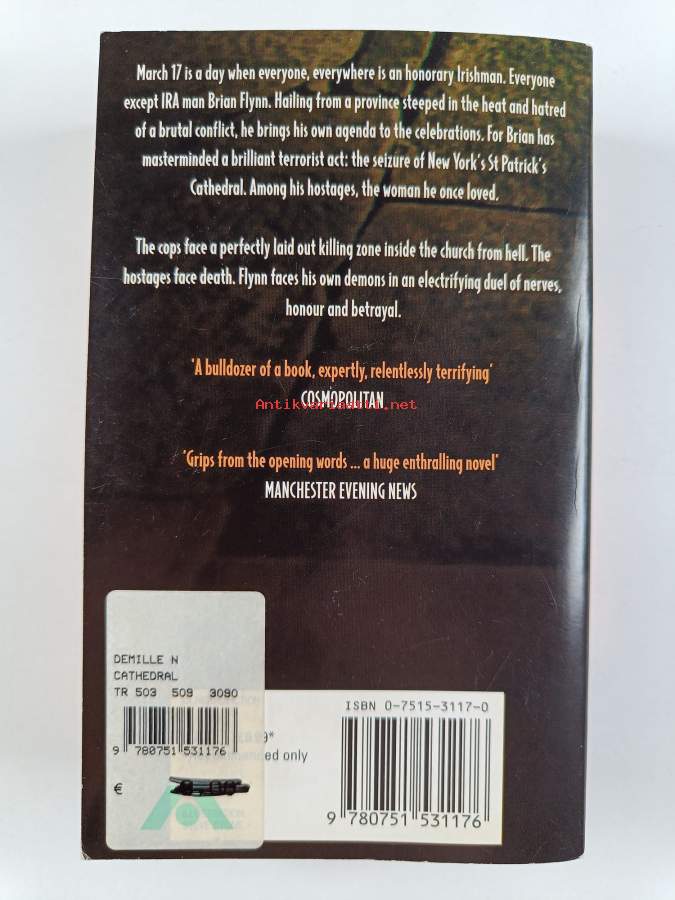 March 17 is a day when everyone, everywhere is an honorary Irishman. Everyone
except IRA man Brian Flynn. Hailing from a province steeped in the heat and hatred
of a brutal conflict, he brings his own agenda to the celebrations. For Brian has
masterminded a brilliant terrorist act: the seizure of New York's St Patrick's
Cathedral. Among his hostages, the woman he once loved.
The cops face a perfectly laid out killing zone inside the church from hell. The
hostages face death. Flynn faces his own demons in an electrifying duel of nerves,
honour and betrayal.
'A bulldozer of a book, expertly, relentlessly terrifying'
COSMOPOLITAN
Antikvariaatti.net
'Grips from the opening words ... a huge enthralling novel'
MANCHESTER EVENING NEWS
DEMILLE N
CATHEDRAL
TR 503 509 3090
9 780751 531176
€
9*
only
ISBN 0-7515-3117-0
9 780751 531176